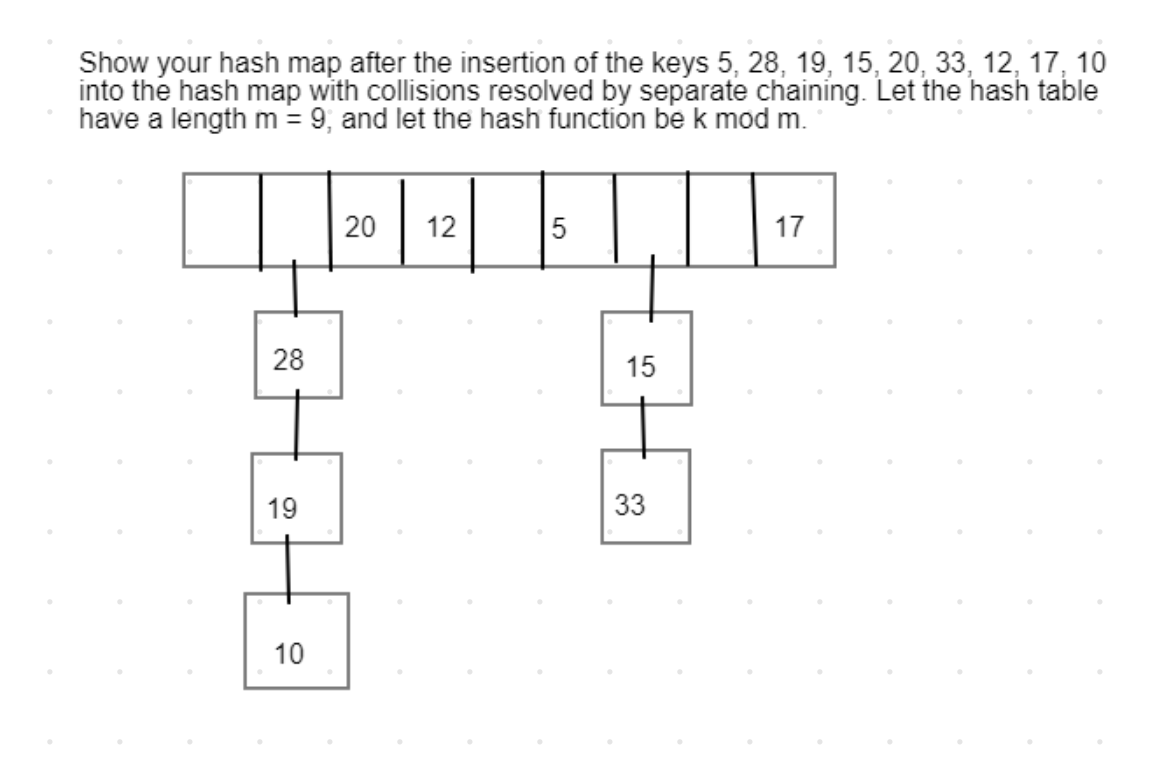 Show your hash map after the insertion of the keys 5, 28, 19, 15, 20, 33, 12, 17, 10
into the hash map with collisions resolved by separate chaining. Let the hash table
have a length m = 9, and let the hash function be k mod m.
20 12 5 17
28 15
19 33
10